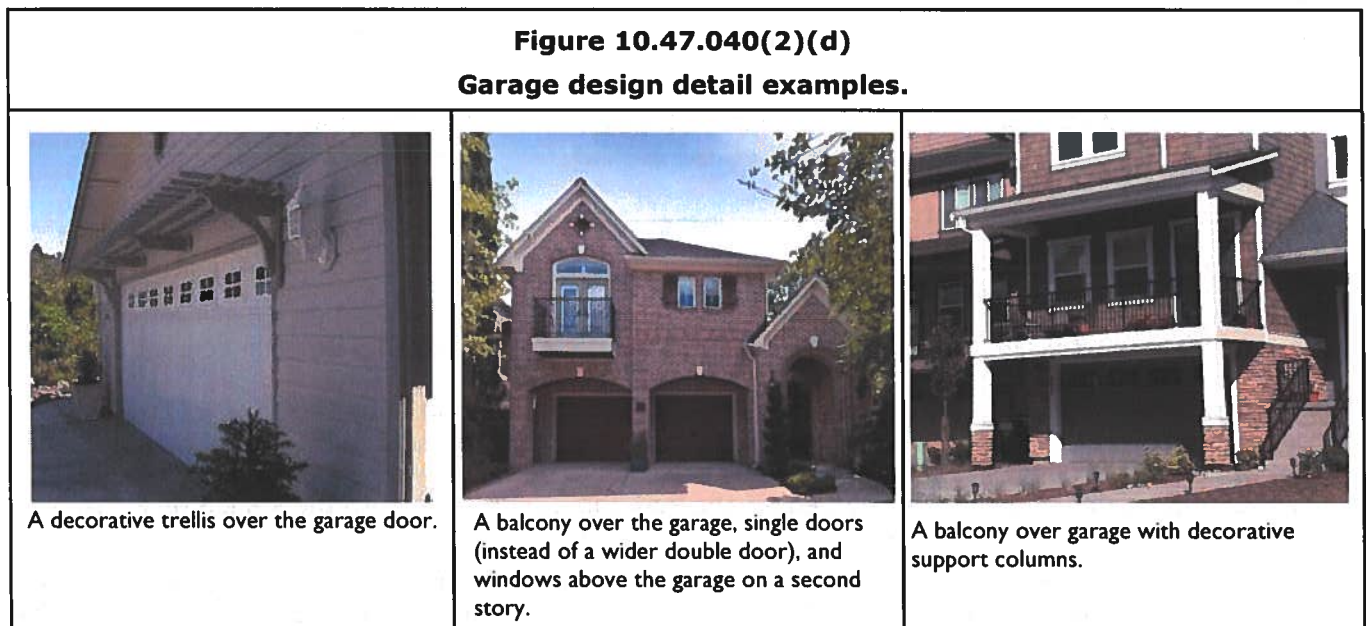 Figure 10.47.040(2)(d)
Garage design detail examples.
A decorative trellis over the garage door.
A balcony over the garage, single doors
(instead of a wider double door), and
windows above the garage on a second
story.
A balcony over garage with decorative
support columns.